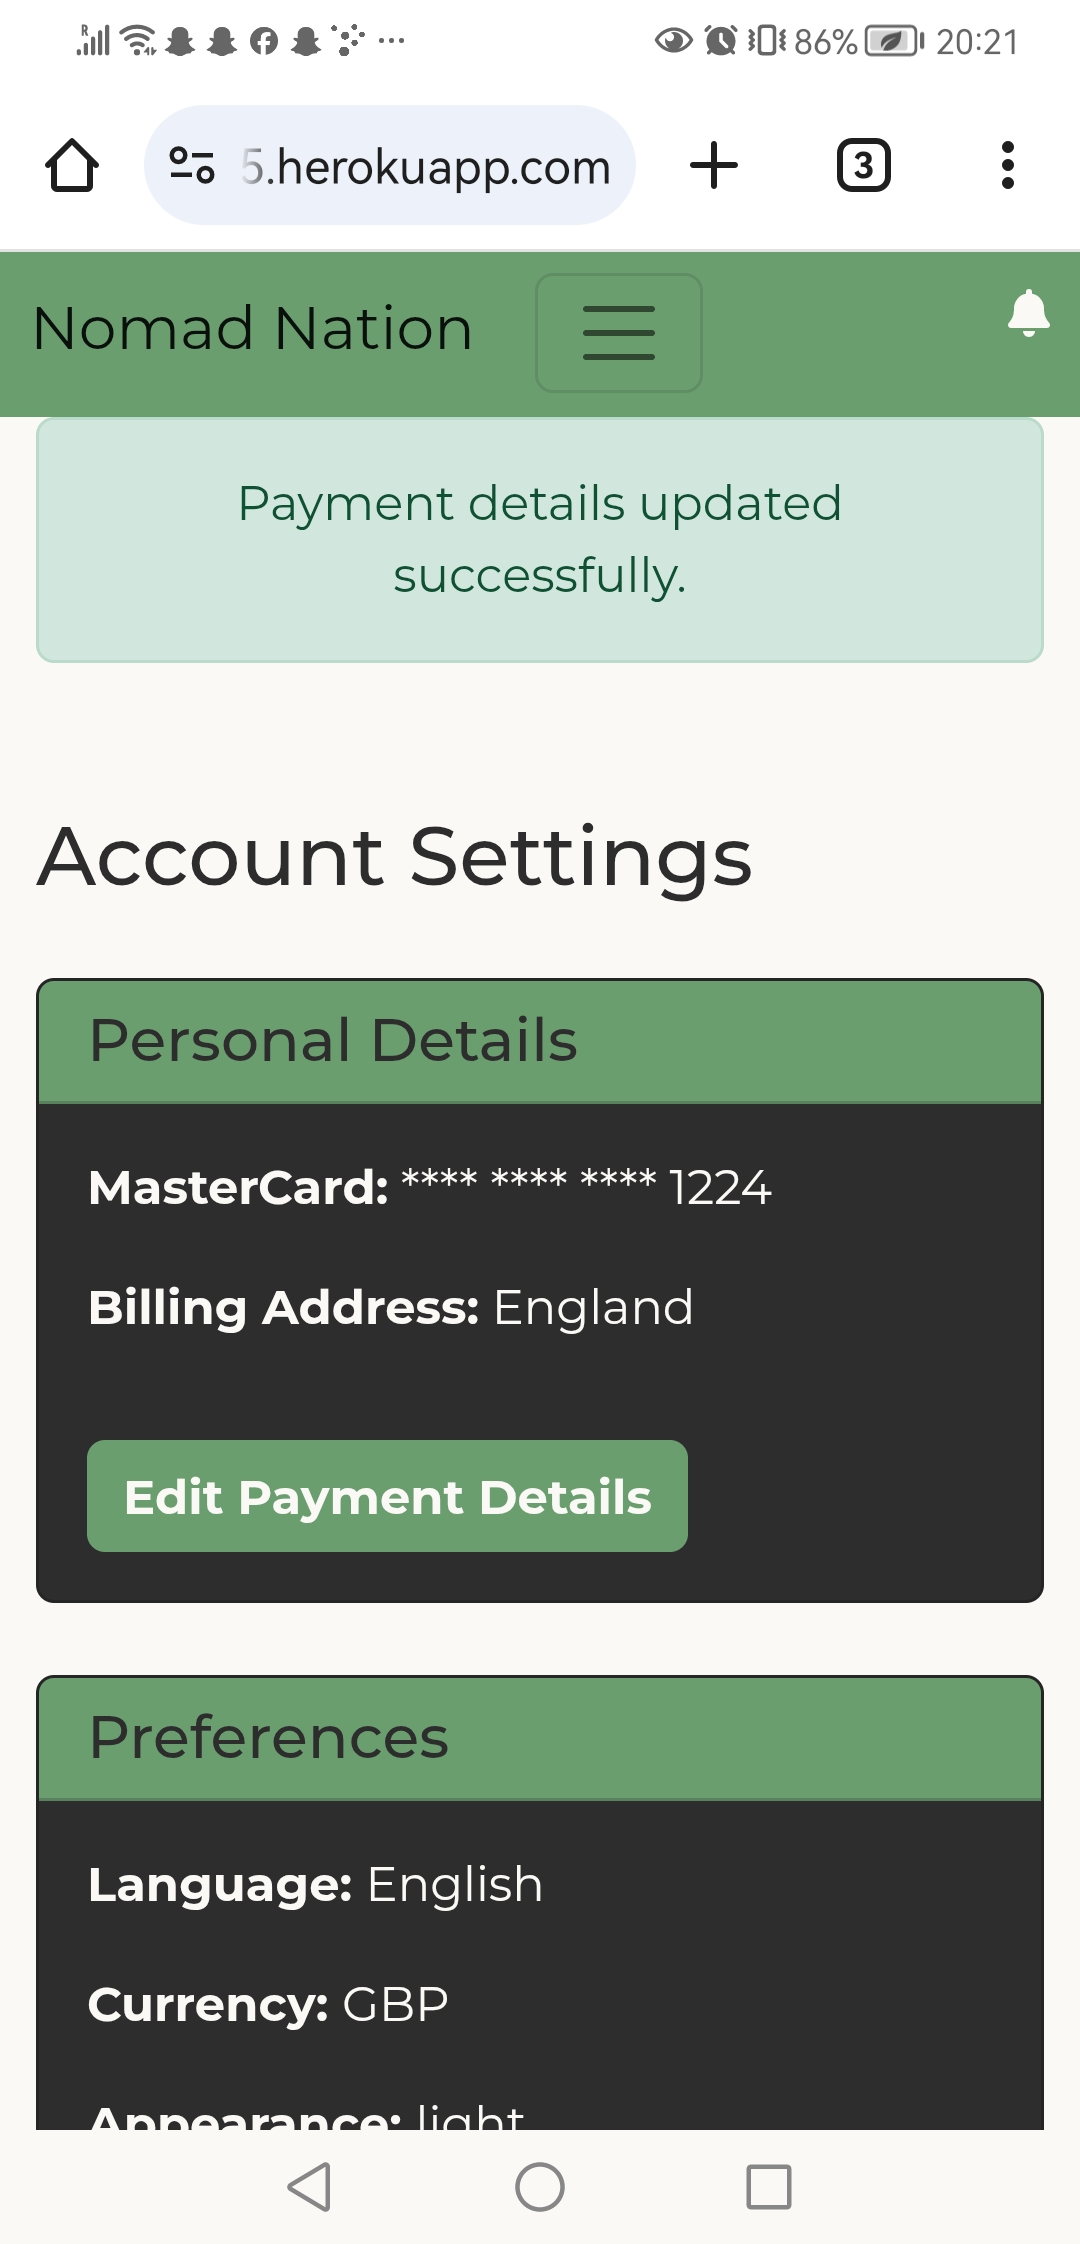 R 86% 20:21
5.herokuapp.com 3
Nomad Nation
Payment details updated
successfully.
Account Settings
Personal Details
MasterCard: **** **** **** 1224
Billing Address: England
Edit Payment Details
Preferences
Language: English
Currency: GBP
Appearance: light